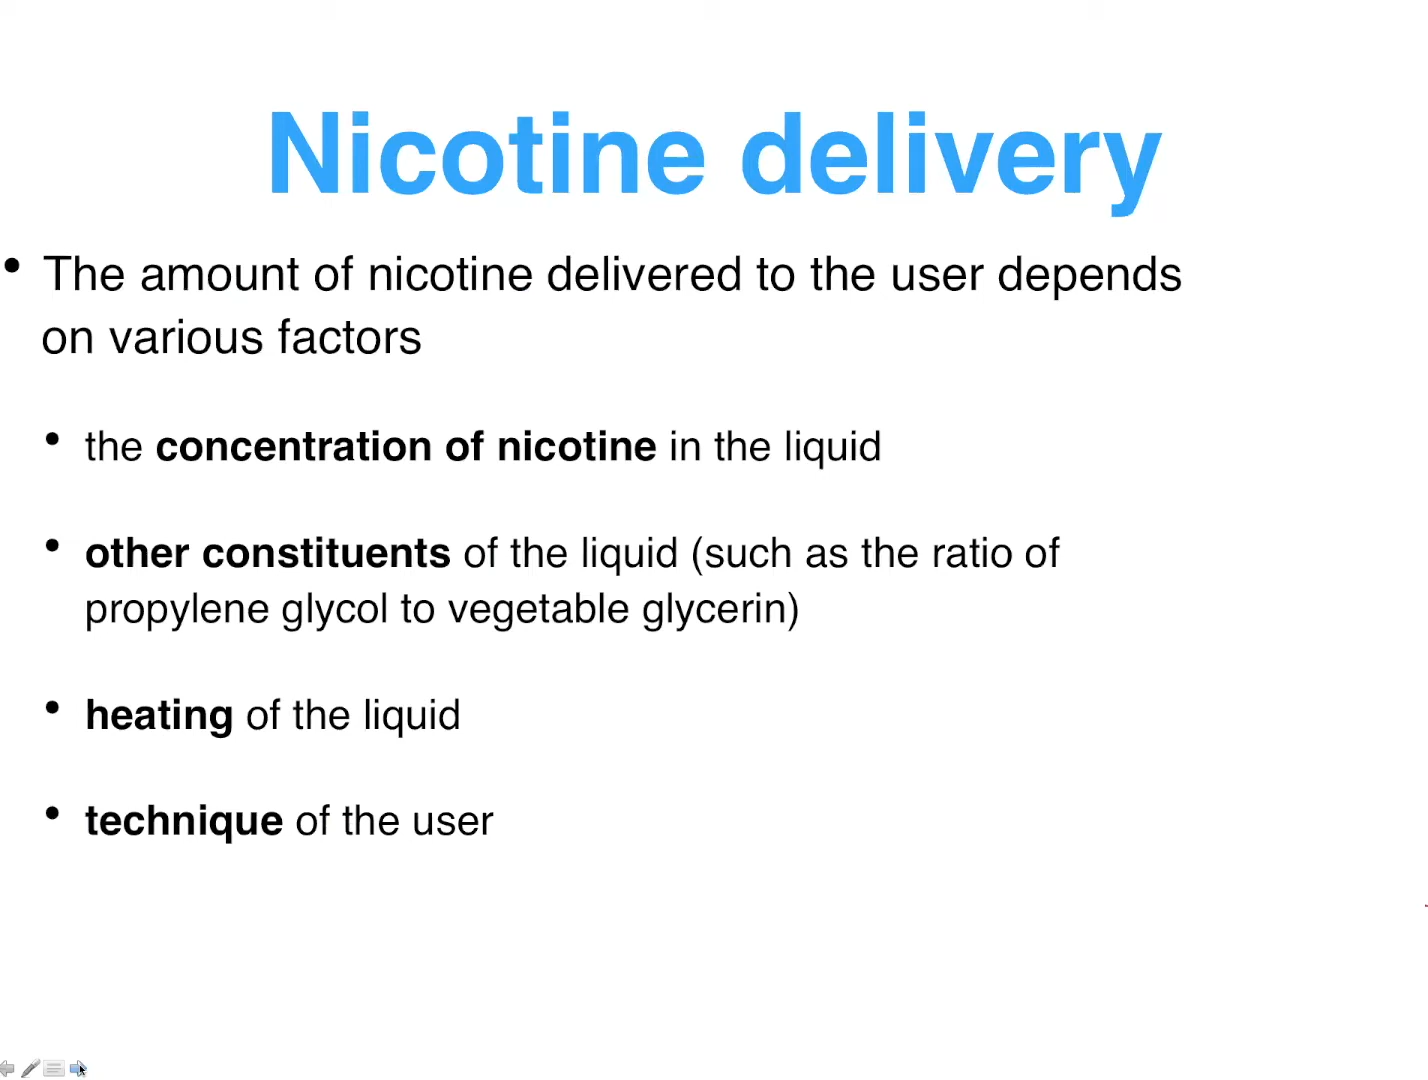 Nicotine delivery
• The amount of nicotine delivered to the user depends
on various factors
• the concentration of nicotine in the liquid
• other constituents of the liquid (such as the ratio of
propylene glycol to vegetable glycerin)
• heating of the liquid
• technique of the user